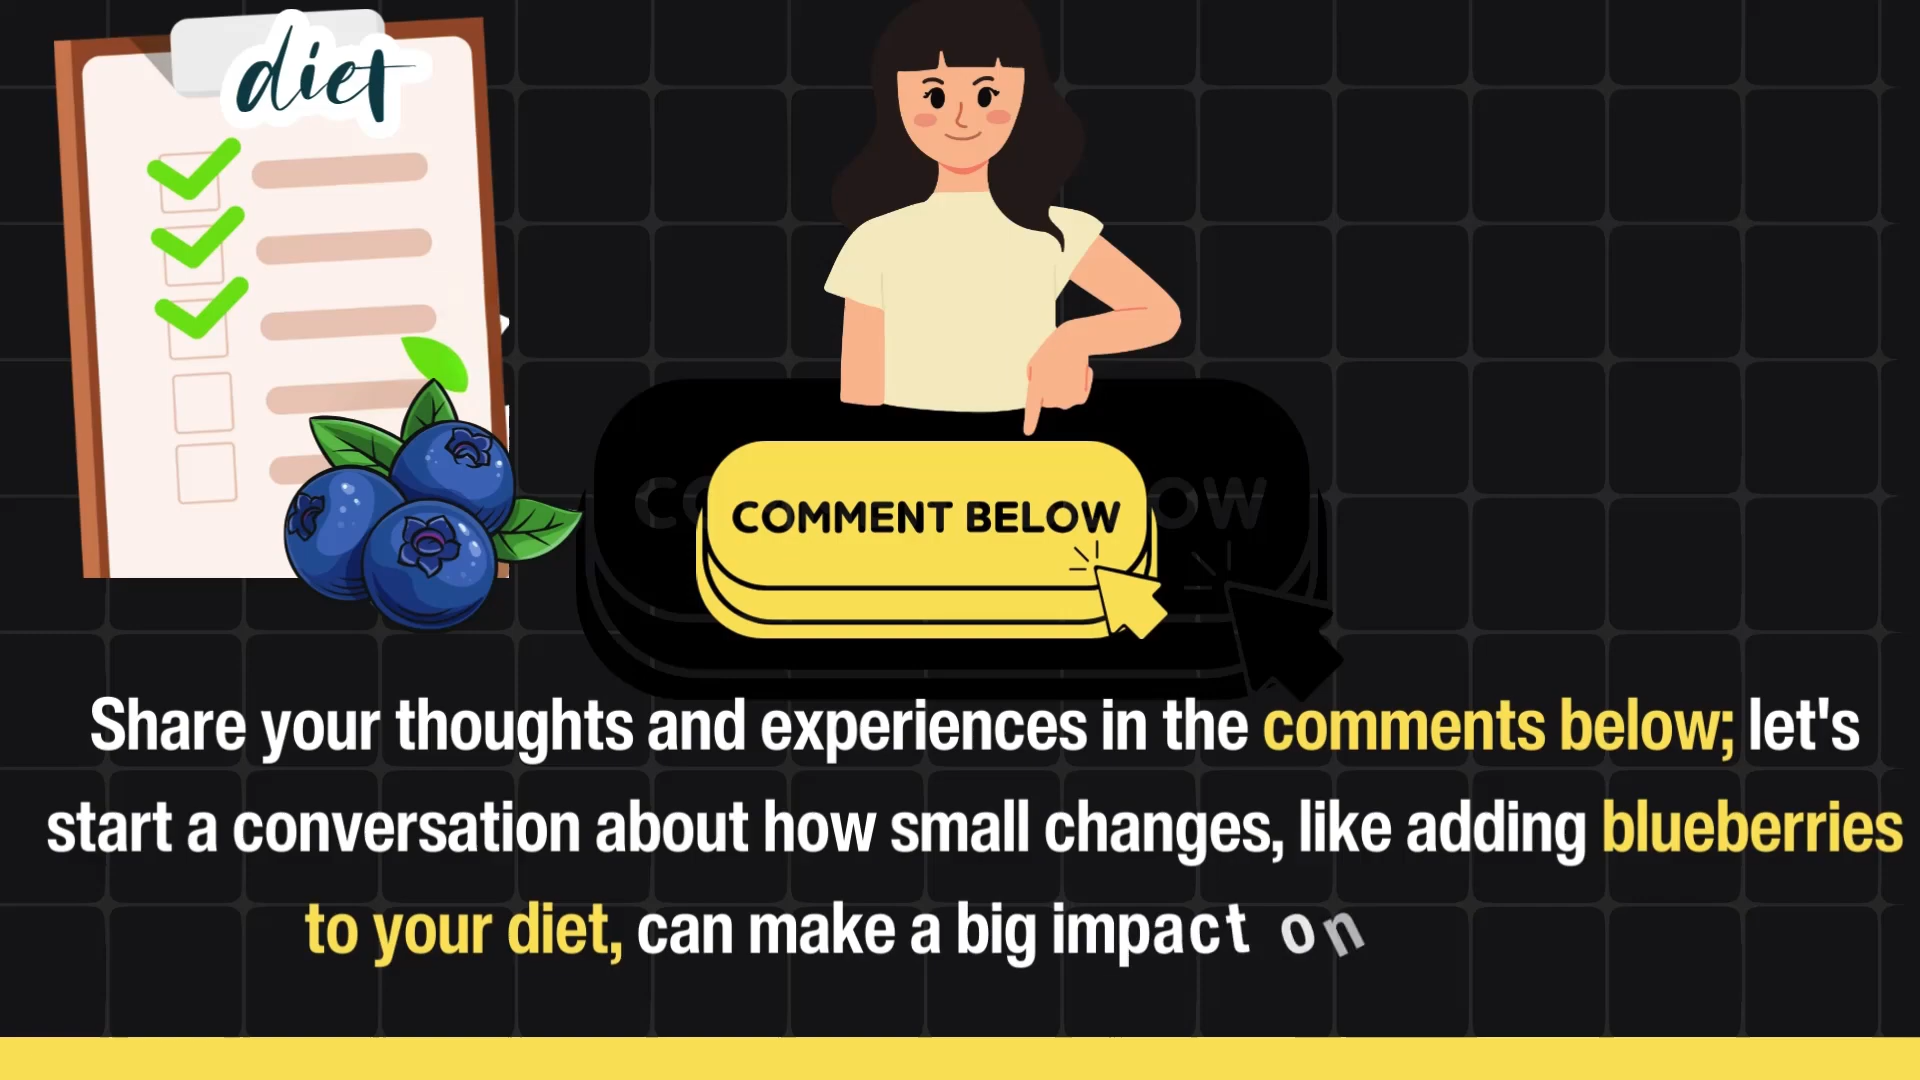 diet
COMMENT BELOW
Share your thoughts and experiences in the comments below; let's
start a conversation about how small changes, like adding blueberries
to your diet, can make a big impact on